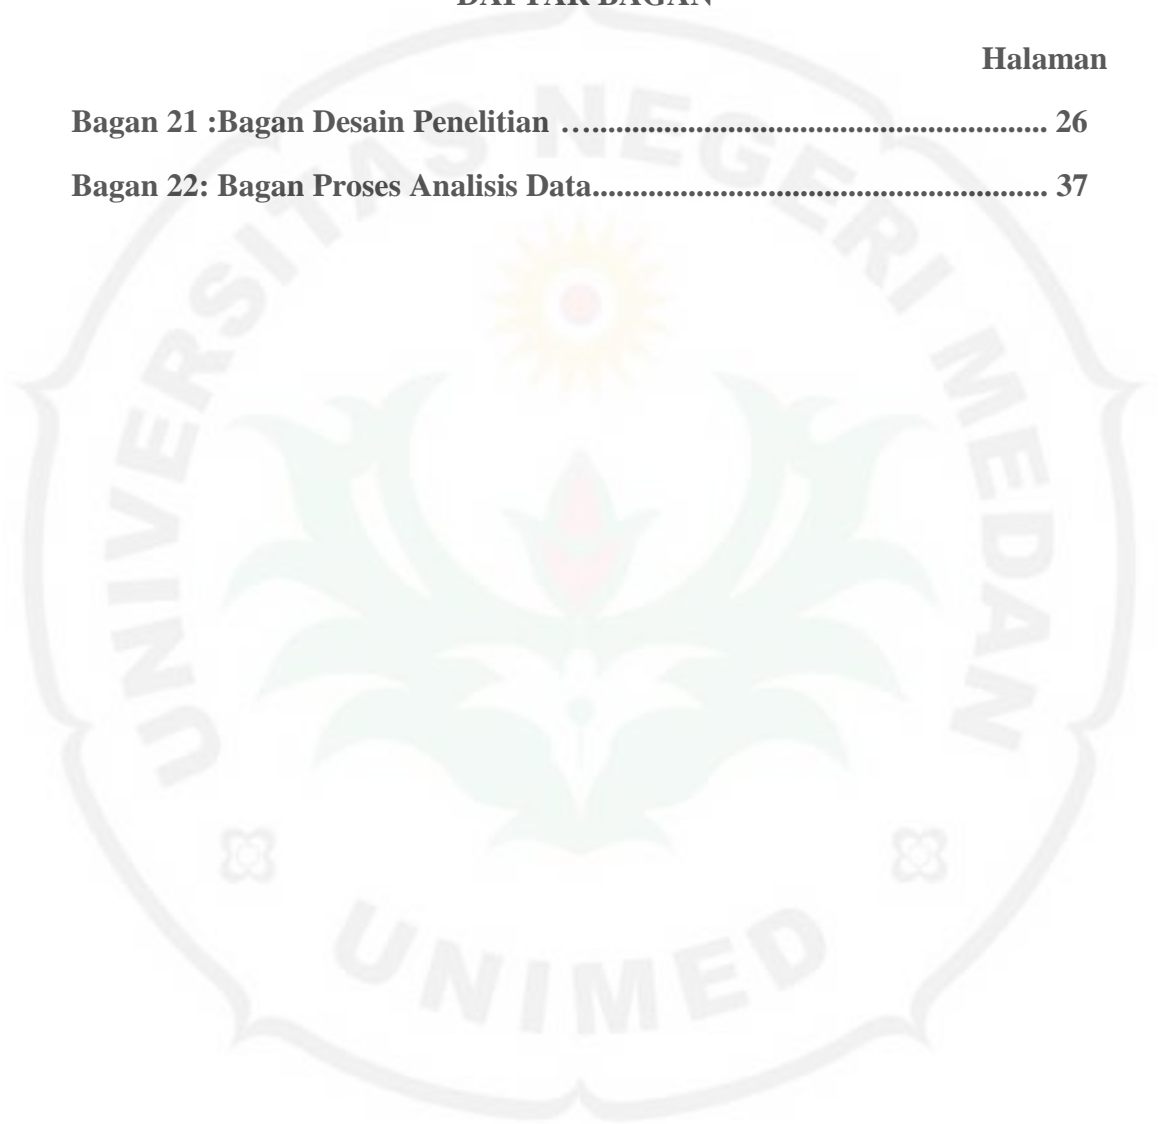 DAFTAR BAGAN
Halaman
Bagan 21 :Bagan Desain Penelitian …......................................................... 26
Bagan 22: Bagan Proses Analisis Data......................................................... 37
UNIVERSITAS NEGERI MEDAN
UNIMED